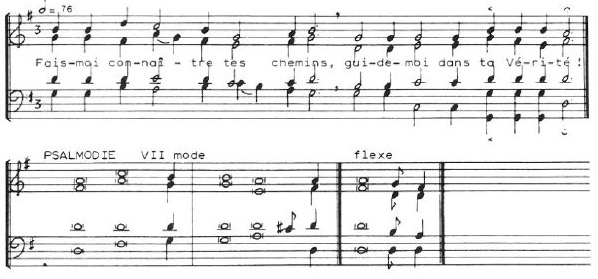 ♩ = 76
Fais-moi con-naî - tre tes chemins, gui-de-moi dans ta Vé-ri-té!
PSALMODIE VII mode flexe